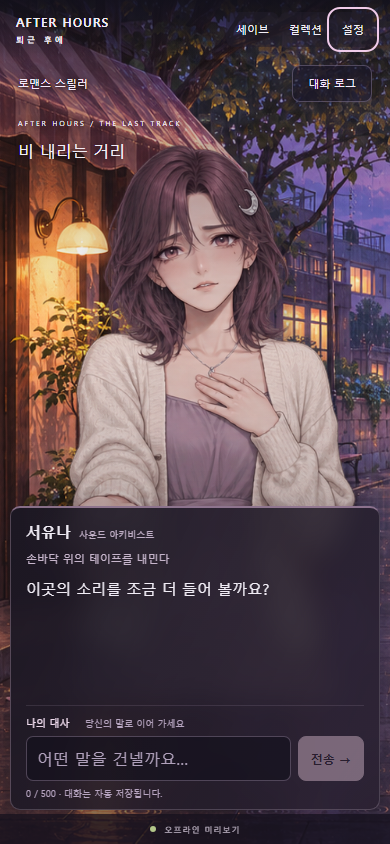 AFTER HOURS
퇴근 후에
세이브
컬렉션
설정
로맨스 스릴러
대화 로그
AFTER HOURS / THE LAST TRACK
비 내리는 거리
서유나 사운드 아키비스트
손바닥 위의 테이프를 내민다
이곳의 소리를 조금 더 들어 볼까요?
나의 대사 당신의 말로 이어 가세요
어떤 말을 건넬까요...
전송 →
0 / 500 · 대화는 자동 저장됩니다.
오프라인 미리보기